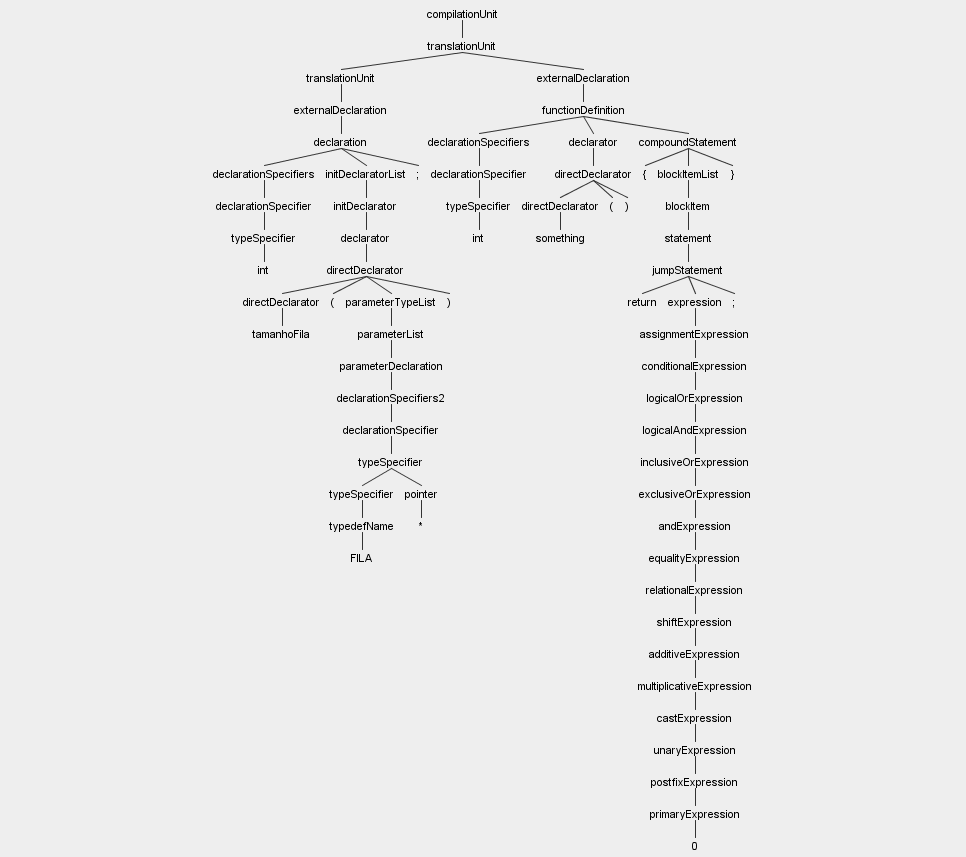 compilationUnit
translationUnit
translationUnit externalDeclaration
externalDeclaration functionDefinition
declaration declarationSpecifiers declarator compoundStatement
declarationSpecifiers initDeclaratorList ; declarationSpecifier directDeclarator { blockItemList }
declarationSpecifier initDeclarator typeSpecifier directDeclarator ( ) blockItem
typeSpecifier declarator int something statement
int directDeclarator jumpStatement
directDeclarator ( parameterTypeList ) return expression ;
tamanhoFila parameterList assignmentExpression
parameterDeclaration conditionalExpression
declarationSpecifiers2 logicalOrExpression
declarationSpecifier logicalAndExpression
typeSpecifier inclusiveOrExpression
typeSpecifier pointer exclusiveOrExpression
typedefName * andExpression
FILA equalityExpression
relationalExpression
shiftExpression
additiveExpression
multiplicativeExpression
castExpression
unaryExpression
postfixExpression
primaryExpression
0